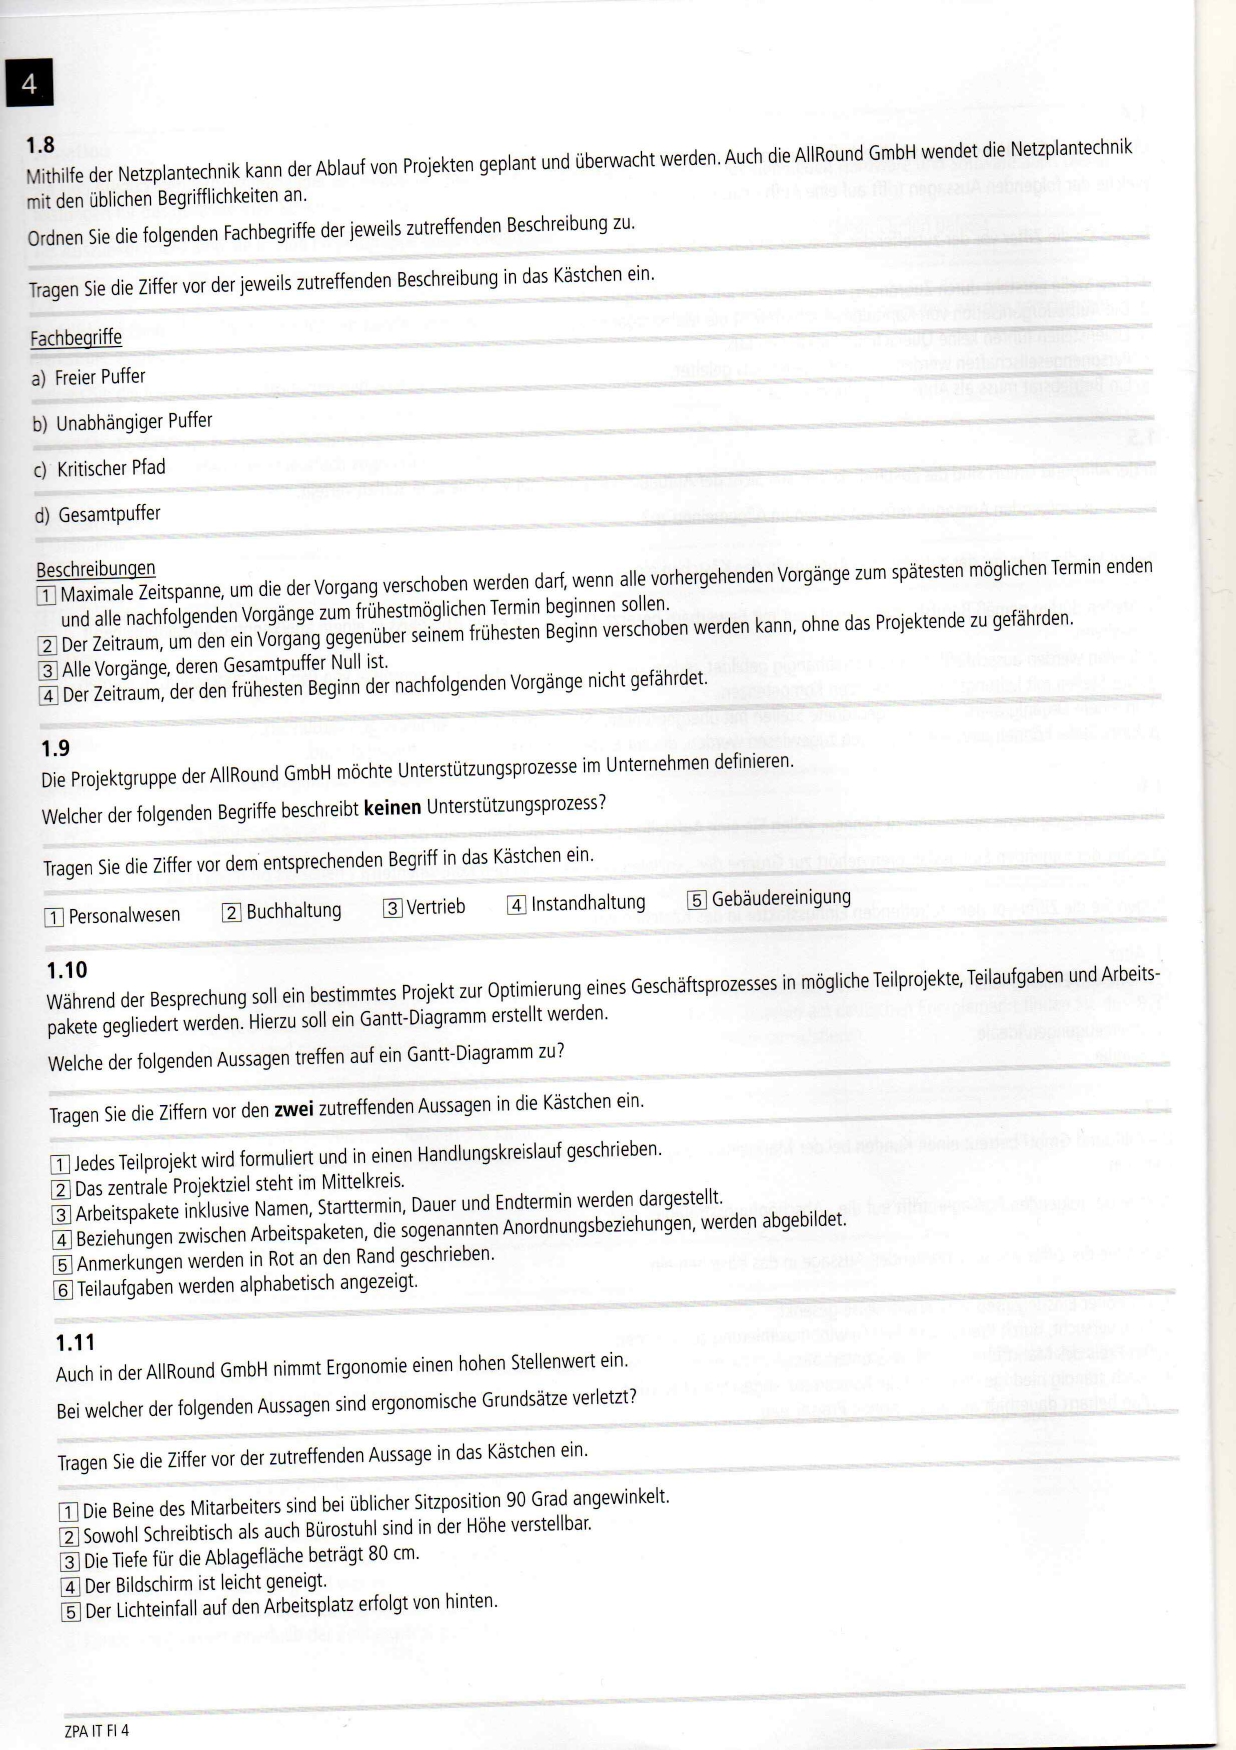 4
1.8
Mithilfe der Netzplantechnik kann der Ablauf von Projekten geplant und überwacht werden. Auch die AllRound GmbH wendet die Netzplantechnik
mit den üblichen Begrifflichkeiten an.
Ordnen Sie die folgenden Fachbegriffe der jeweils zutreffenden Beschreibung zu.
Tragen Sie die Ziffer vor der jeweils zutreffenden Beschreibung in das Kästchen ein.
Fachbegriffe
a) Freier Puffer
b) Unabhängiger Puffer
c) Kritischer Pfad
d) Gesamtpuffer
Beschreibungen
1 Maximale Zeitspanne, um die der Vorgang verschoben werden darf, wenn alle vorhergehenden Vorgänge zum spätesten möglichen Termin enden
und alle nachfolgenden Vorgänge zum frühestmöglichen Termin beginnen sollen.
2 Der Zeitraum, um den ein Vorgang gegenüber seinem frühesten Beginn verschoben werden kann, ohne das Projektende zu gefährden.
3 Alle Vorgänge, deren Gesamtpuffer Null ist.
4 Der Zeitraum, der den frühesten Beginn der nachfolgenden Vorgänge nicht gefährdet.
1.9
Die Projektgruppe der AllRound GmbH möchte Unterstützungsprozesse im Unternehmen definieren.
Welcher der folgenden Begriffe beschreibt keinen Unterstützungsprozess?
Tragen Sie die Ziffer vor dem entsprechenden Begriff in das Kästchen ein.
1 Personalwesen 2 Buchhaltung 3 Vertrieb 4 Instandhaltung 5 Gebäudereinigung
1.10
Während der Besprechung soll ein bestimmtes Projekt zur Optimierung eines Geschäftsprozesses in mögliche Teilprojekte, Teilaufgaben und Arbeits-
pakete gegliedert werden. Hierzu soll ein Gantt-Diagramm erstellt werden.
Welche der folgenden Aussagen treffen auf ein Gantt-Diagramm zu?
Tragen Sie die Ziffern vor den zwei zutreffenden Aussagen in die Kästchen ein.
1 Jedes Teilprojekt wird formuliert und in einen Handlungskreislauf geschrieben.
2 Das zentrale Projektziel steht im Mittelkreis.
3 Arbeitspakete inklusive Namen, Starttermin, Dauer und Endtermin werden dargestellt.
4 Beziehungen zwischen Arbeitspaketen, die sogenannten Anordnungsbeziehungen, werden abgebildet.
5 Anmerkungen werden in Rot an den Rand geschrieben.
6 Teilaufgaben werden alphabetisch angezeigt.
1.11
Auch in der AllRound GmbH nimmt Ergonomie einen hohen Stellenwert ein.
Bei welcher der folgenden Aussagen sind ergonomische Grundsätze verletzt?
Tragen Sie die Ziffer vor der zutreffenden Aussage in das Kästchen ein.
1 Die Beine des Mitarbeiters sind bei üblicher Sitzposition 90 Grad angewinkelt.
2 Sowohl Schreibtisch als auch Bürostuhl sind in der Höhe verstellbar.
3 Die Tiefe für die Ablagefläche beträgt 80 cm.
4 Der Bildschirm ist leicht geneigt.
5 Der Lichteinfall auf den Arbeitsplatz erfolgt von hinten.
ZPA IT FI 4